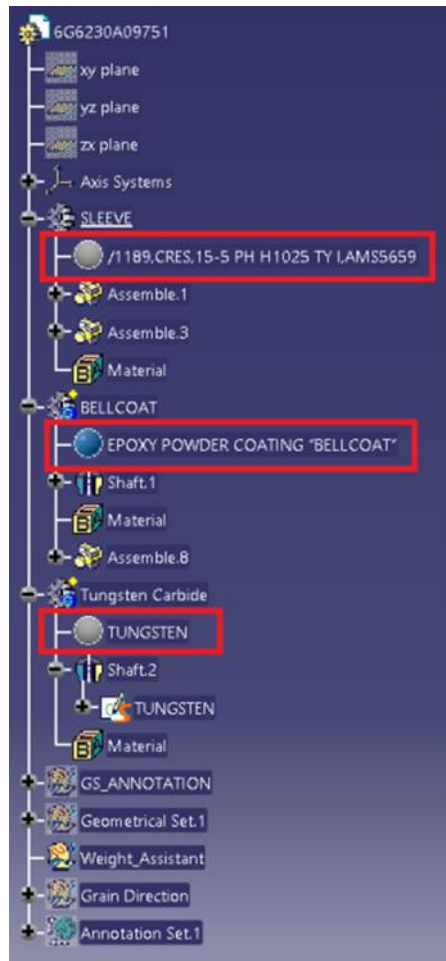 6G6230A09751
xy plane
yz plane
zx plane
Axis Systems
SLEEVE
/1189,CRES,15-5 PH H1025 TY I,AMS5659
Assemble.1
Assemble.3
Material
BELLCOAT
EPOXY POWDER COATING "BELLCOAT"
Shaft.1
Material
Assemble.8
Tungsten Carbide
TUNGSTEN
Shaft.2
TUNGSTEN
Material
GS_ANNOTATION
Geometrical Set.1
Weight_Assistant
Grain Direction
Annotation Set.1